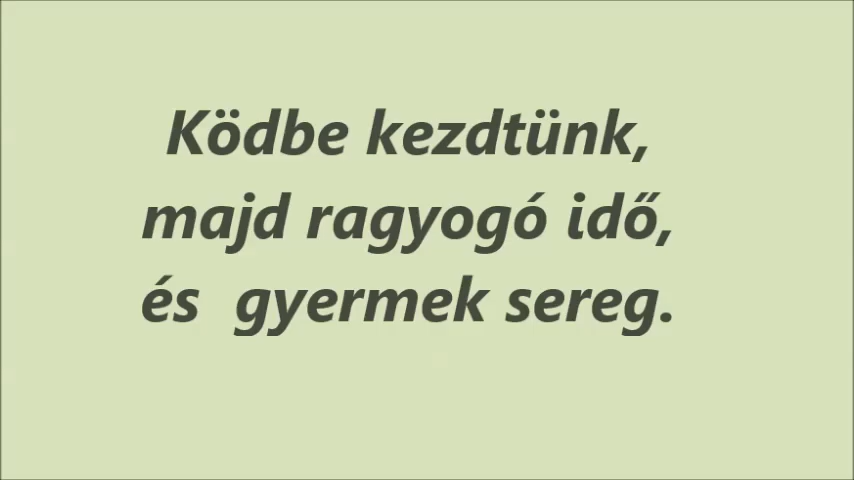 Ködbe kezdtünk,
majd ragyogó idő,
és gyermek sereg.